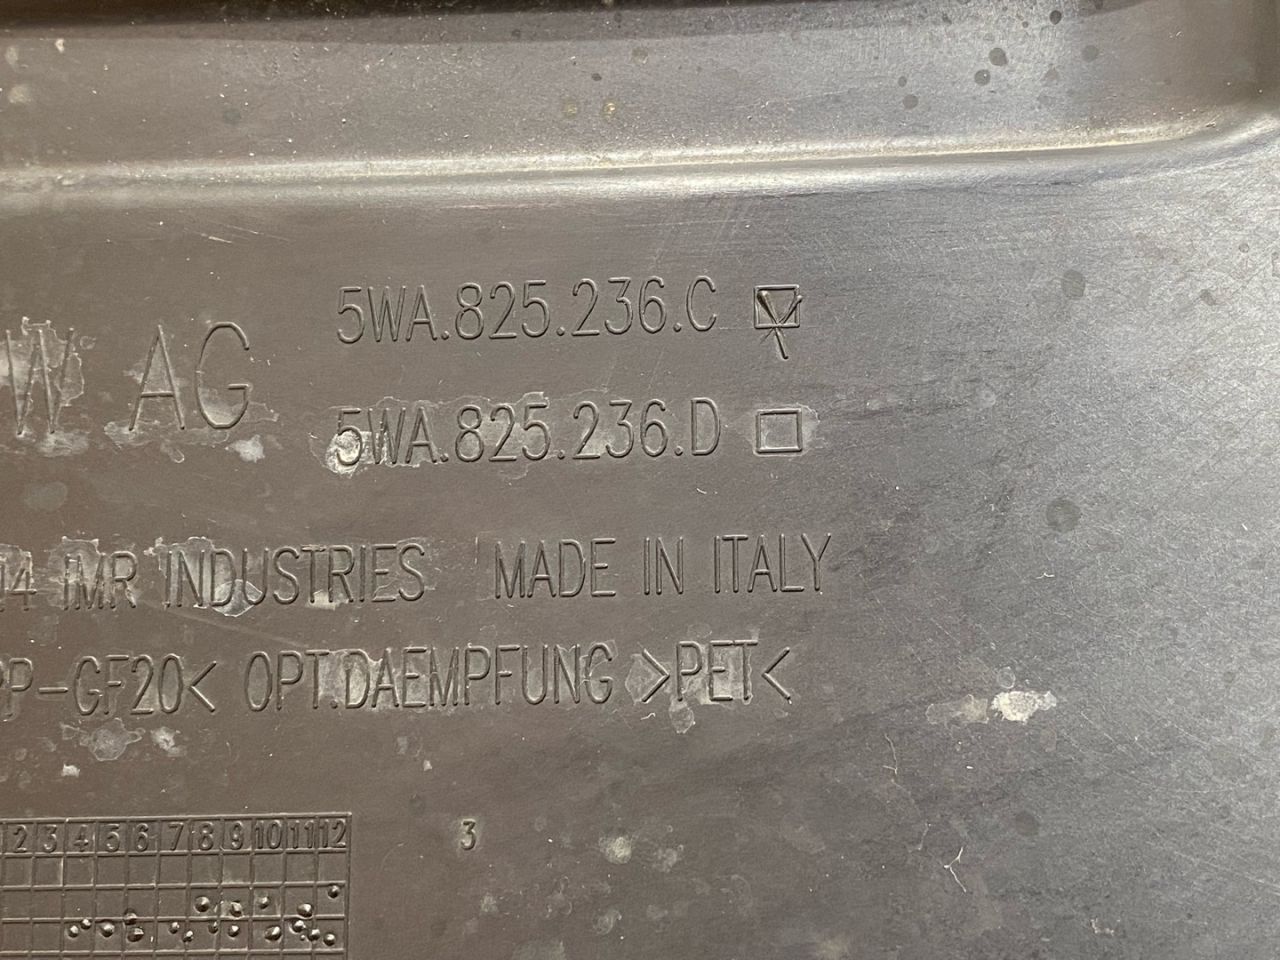 5WA.825.236.C
W AG
5WA.825.236.D
14 IMR INDUSTRIES MADE IN ITALY
PP-GF20< OPT.DAEMPFUNG >PET<
2 3 4 5 6 7 8 9 10 11 12
3